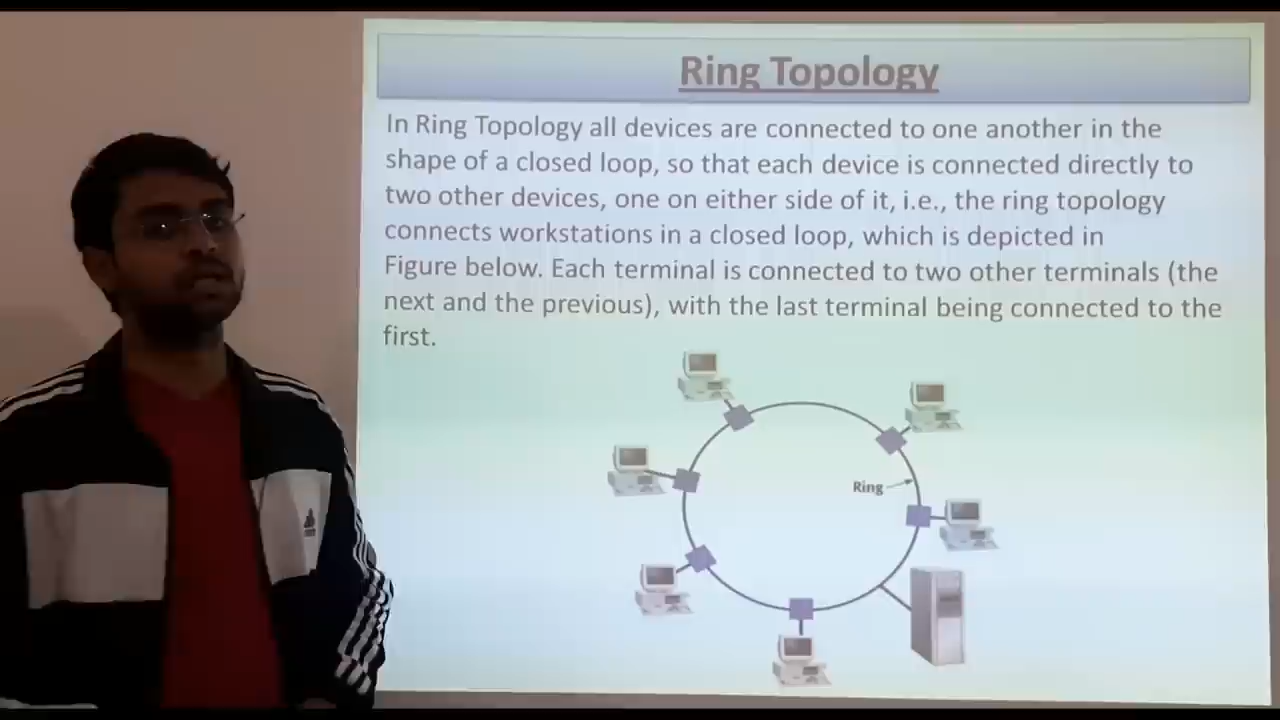 Ring Topology
In Ring Topology all devices are connected to one another in the
shape of a closed loop, so that each device is connected directly to
two other devices, one on either side of it, i.e., the ring topology
connects workstations in a closed loop, which is depicted in
Figure below. Each terminal is connected to two other terminals (the
next and the previous), with the last terminal being connected to the
first.
Ring